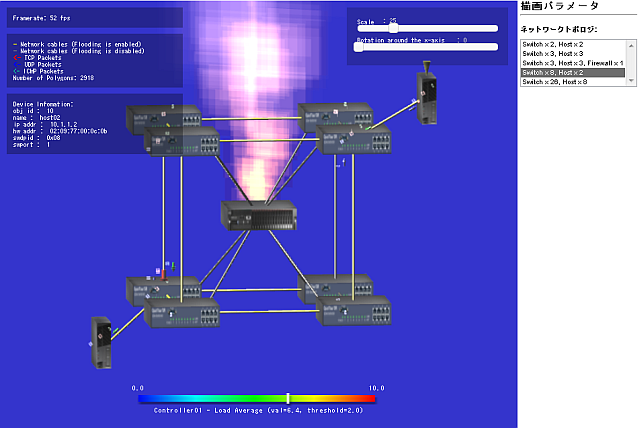 Framerate: 52 fps
- Network cables (Flooding is enabled)
- Network cables (Flooding is disabled)
TCP Packets
UDP Packets
ICMP Packets
Number of Polygons: 2918
Device Information:
obj id : 10
name : host02
ip addr : 10.1.1.2
hw addr : 02:09:77:00:0c:0b
swdpid : 0x08
swport : 1
Scale : 25
Rotation around the x-axis : 0
0.0
10.0
Controller01 - Load Average (val=6.4, threshold=2.0)
描画パラメータ
ネットワークトポロジ:
Switch x 2, Host x 2
Switch x 3, Host x 3
Switch x 3, Host x 3, Firewall x 1
Switch x 8, Host x 2
Switch x 26, Host x 8